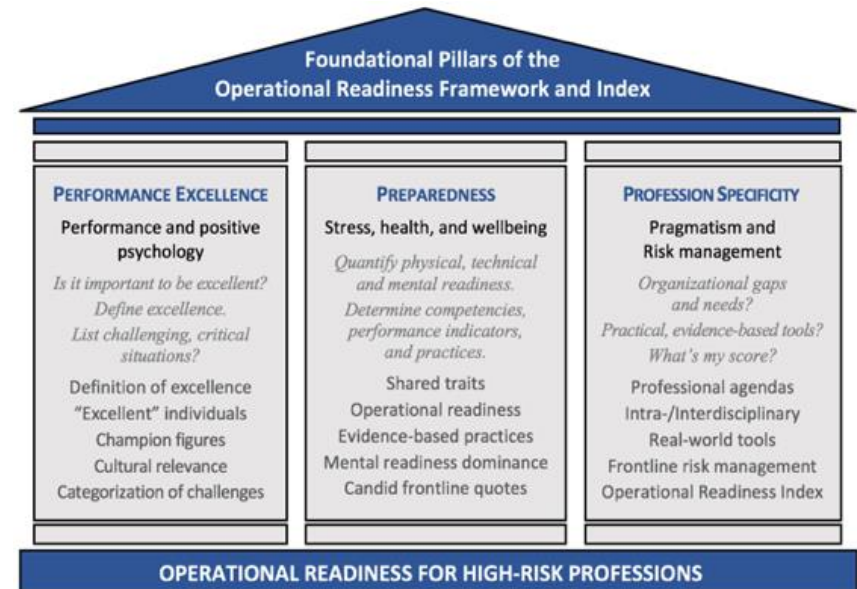 Foundational Pillars of the
Operational Readiness Framework and Index
PERFORMANCE EXCELLENCE
Performance and positive
psychology
Is it important to be excellent?
Define excellence.
List challenging, critical
situations?
Definition of excellence
“Excellent” individuals
Champion figures
Cultural relevance
Categorization of challenges
PREPAREDNESS
Stress, health, and wellbeing
Quantify physical, technical
and mental readiness.
Determine competencies,
performance indicators,
and practices.
Shared traits
Operational readiness
Evidence-based practices
Mental readiness dominance
Candid frontline quotes
PROFESSION SPECIFICITY
Pragmatism and
Risk management
Organizational gaps
and needs?
Practical, evidence-based tools?
What's my score?
Professional agendas
Intra-/Interdisciplinary
Real-world tools
Frontline risk management
Operational Readiness Index
OPERATIONAL READINESS FOR HIGH-RISK PROFESSIONS